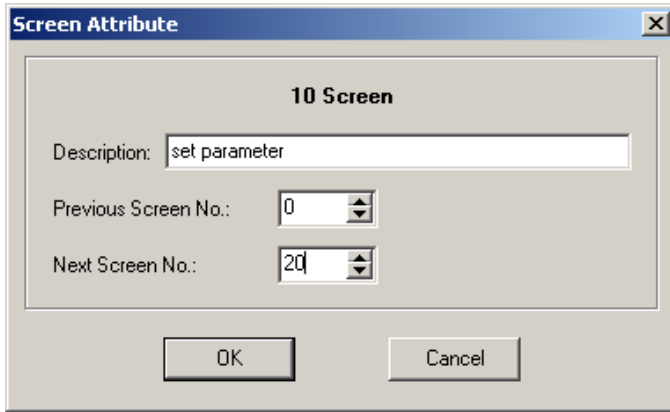 Screen Attribute
10 Screen
Description: set parameter
Previous Screen No.: 0
Next Screen No.: 20
OK Cancel